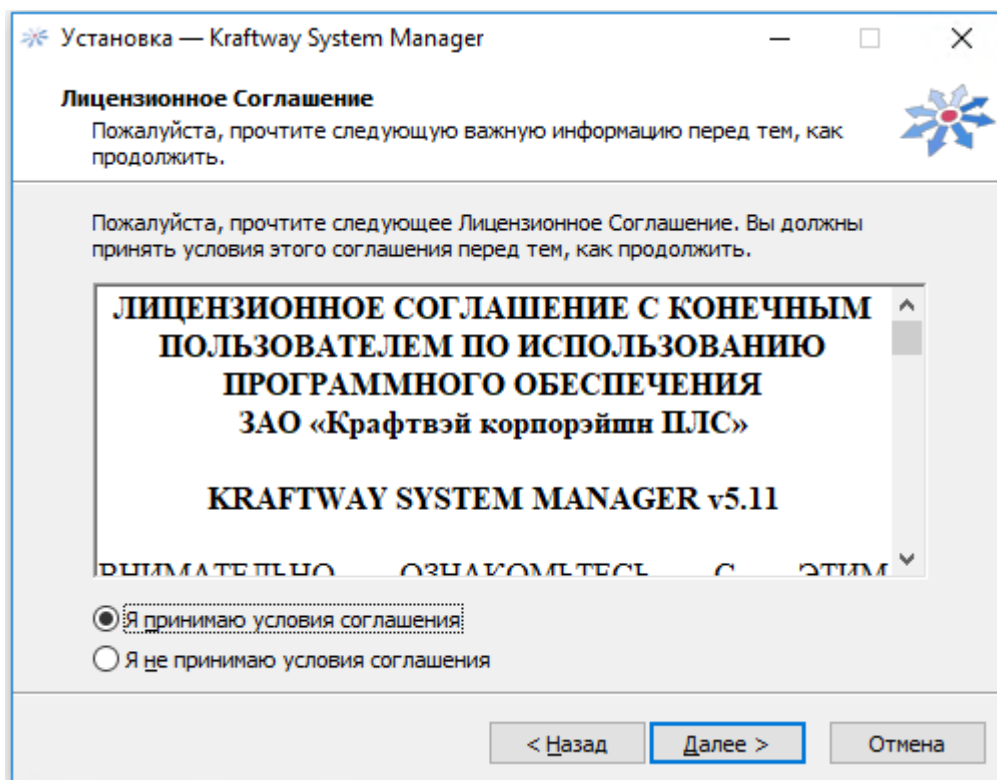 Установка — Kraftway System Manager
Лицензионное Соглашение
Пожалуйста, прочтите следующую важную информацию перед тем, как
продолжить.
Пожалуйста, прочтите следующее Лицензионное Соглашение. Вы должны
принять условия этого соглашения перед тем, как продолжить.
ЛИЦЕНЗИОННОЕ СОГЛАШЕНИЕ С КОНЕЧНЫМ
ПОЛЬЗОВАТЕЛЕМ ПО ИСПОЛЬЗОВАНИЮ
ПРОГРАММНОГО ОБЕСПЕЧЕНИЯ
ЗАО «Крафтвэй корпорэйшн ПЛС»
KRAFTWAY SYSTEM MANAGER v5.11
ВНИМАТЕЛЬНО ОЗНАКОМЬТЕСЬ С ЭТИМ
Я принимаю условия соглашения
Я не принимаю условия соглашения
< Назад Далее > Отмена